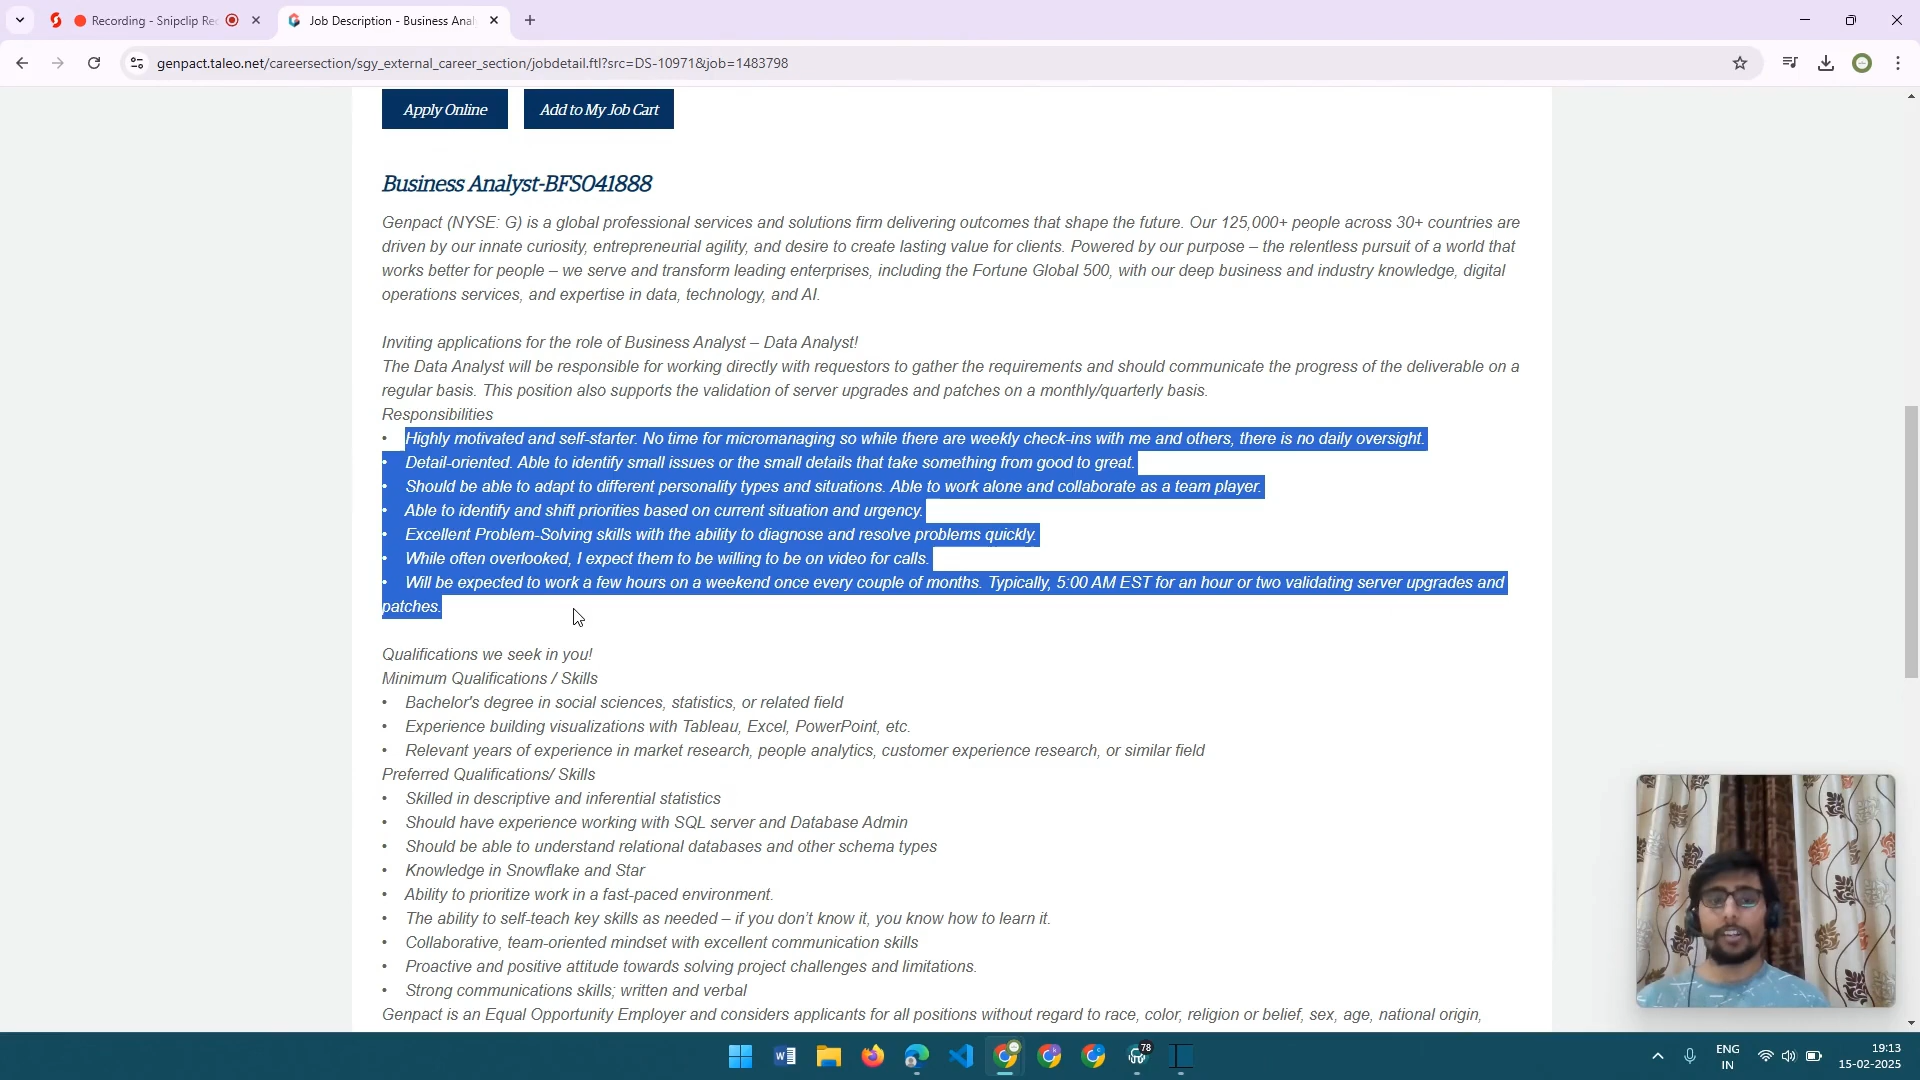 Recording - Snipclip Rec
Job Description - Business Anal
genpact.taleo.net/careersection/sgy_external_career_section/jobdetail.ftl?src=DS-10971&job=1483798
Apply Online
Add to My Job Cart
Business Analyst-BFS041888
Genpact (NYSE: G) is a global professional services and solutions firm delivering outcomes that shape the future. Our 125,000+ people across 30+ countries are
driven by our innate curiosity, entrepreneurial agility, and desire to create lasting value for clients. Powered by our purpose – the relentless pursuit of a world that
works better for people – we serve and transform leading enterprises, including the Fortune Global 500, with our deep business and industry knowledge, digital
operations services, and expertise in data, technology, and AI.
Inviting applications for the role of Business Analyst – Data Analyst!
The Data Analyst will be responsible for working directly with requestors to gather the requirements and should communicate the progress of the deliverable on a
regular basis. This position also supports the validation of server upgrades and patches on a monthly/quarterly basis.
Responsibilities
• Highly motivated and self-starter. No time for micromanaging so while there are weekly check-ins with me and others, there is no daily oversight.
• Detail-oriented. Able to identify small issues or the small details that take something from good to great.
• Should be able to adapt to different personality types and situations. Able to work alone and collaborate as a team player.
• Able to identify and shift priorities based on current situation and urgency.
• Excellent Problem-Solving skills with the ability to diagnose and resolve problems quickly.
• While often overlooked, I expect them to be willing to be on video for calls.
• Will be expected to work a few hours on a weekend once every couple of months. Typically, 5:00 AM EST for an hour or two validating server upgrades and
patches.
Qualifications we seek in you!
Minimum Qualifications / Skills
• Bachelor's degree in social sciences, statistics, or related field
• Experience building visualizations with Tableau, Excel, PowerPoint, etc.
• Relevant years of experience in market research, people analytics, customer experience research, or similar field
Preferred Qualifications/ Skills
• Skilled in descriptive and inferential statistics
• Should have experience working with SQL server and Database Admin
• Should be able to understand relational databases and other schema types
• Knowledge in Snowflake and Star
• Ability to prioritize work in a fast-paced environment.
• The ability to self-teach key skills as needed – if you don’t know it, you know how to learn it.
• Collaborative, team-oriented mindset with excellent communication skills
• Proactive and positive attitude towards solving project challenges and limitations.
• Strong communications skills; written and verbal
Genpact is an Equal Opportunity Employer and considers applicants for all positions without regard to race, color, religion or belief, sex, age, national origin,
78
ENG
IN
19:13
15-02-2025